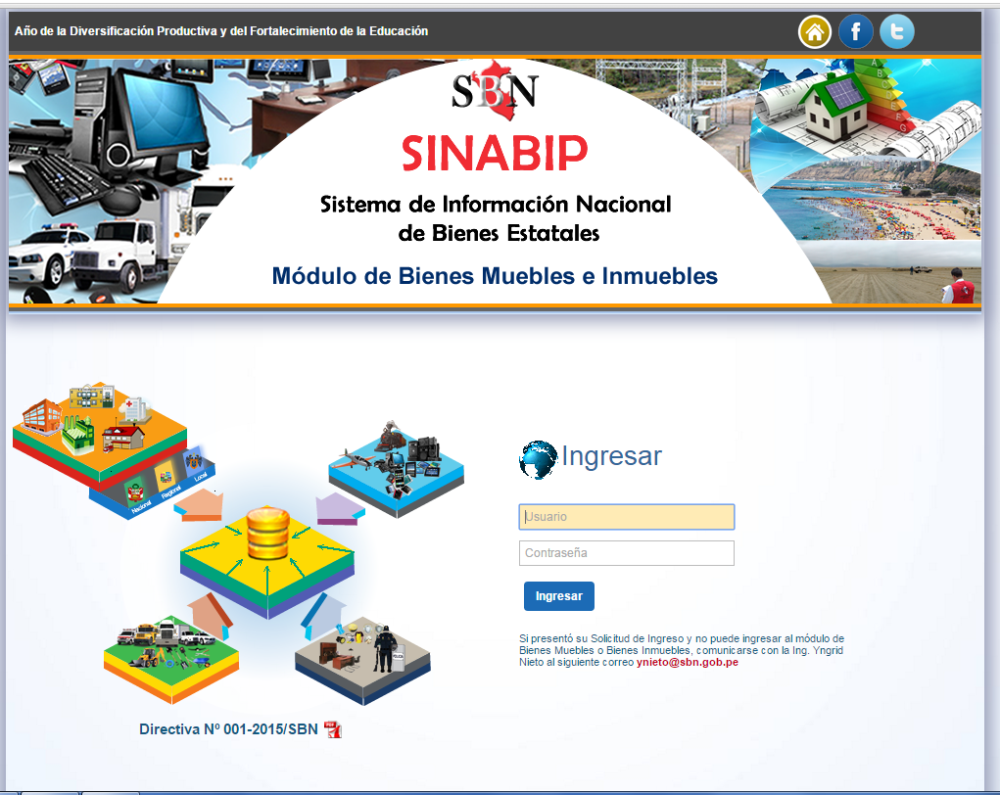 Año de la Diversificación Productiva y del Fortalecimiento de la Educación
SBN
SINABIP
Sistema de Información Nacional
de Bienes Estatales
Módulo de Bienes Muebles e Inmuebles
Nacional
Regional
Local
POLICIA
Ingresar
Usuario
Contraseña
Ingresar
Si presentó su Solicitud de Ingreso y no puede ingresar al módulo de
Bienes Muebles o Bienes Inmuebles, comunicarse con la Ing. Yngrid
Nieto al siguiente correo ynieto@sbn.gob.pe
Directiva Nº 001-2015/SBN